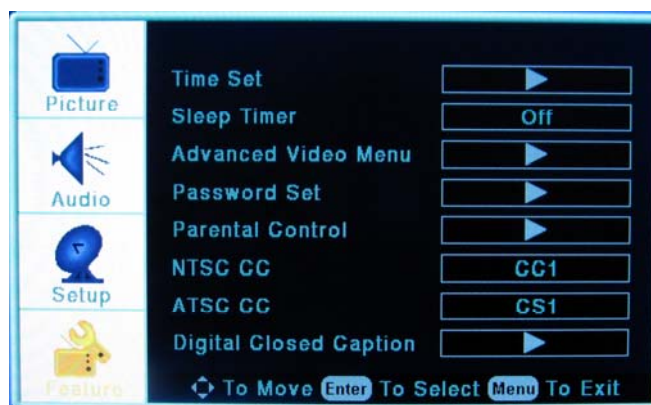 Picture
Audio
Setup
Feature
Time Set
Sleep Timer Off
Advanced Video Menu
Password Set
Parental Control
NTSC CC CC1
ATSC CC CS1
Digital Closed Caption
To Move Enter To Select Menu To Exit